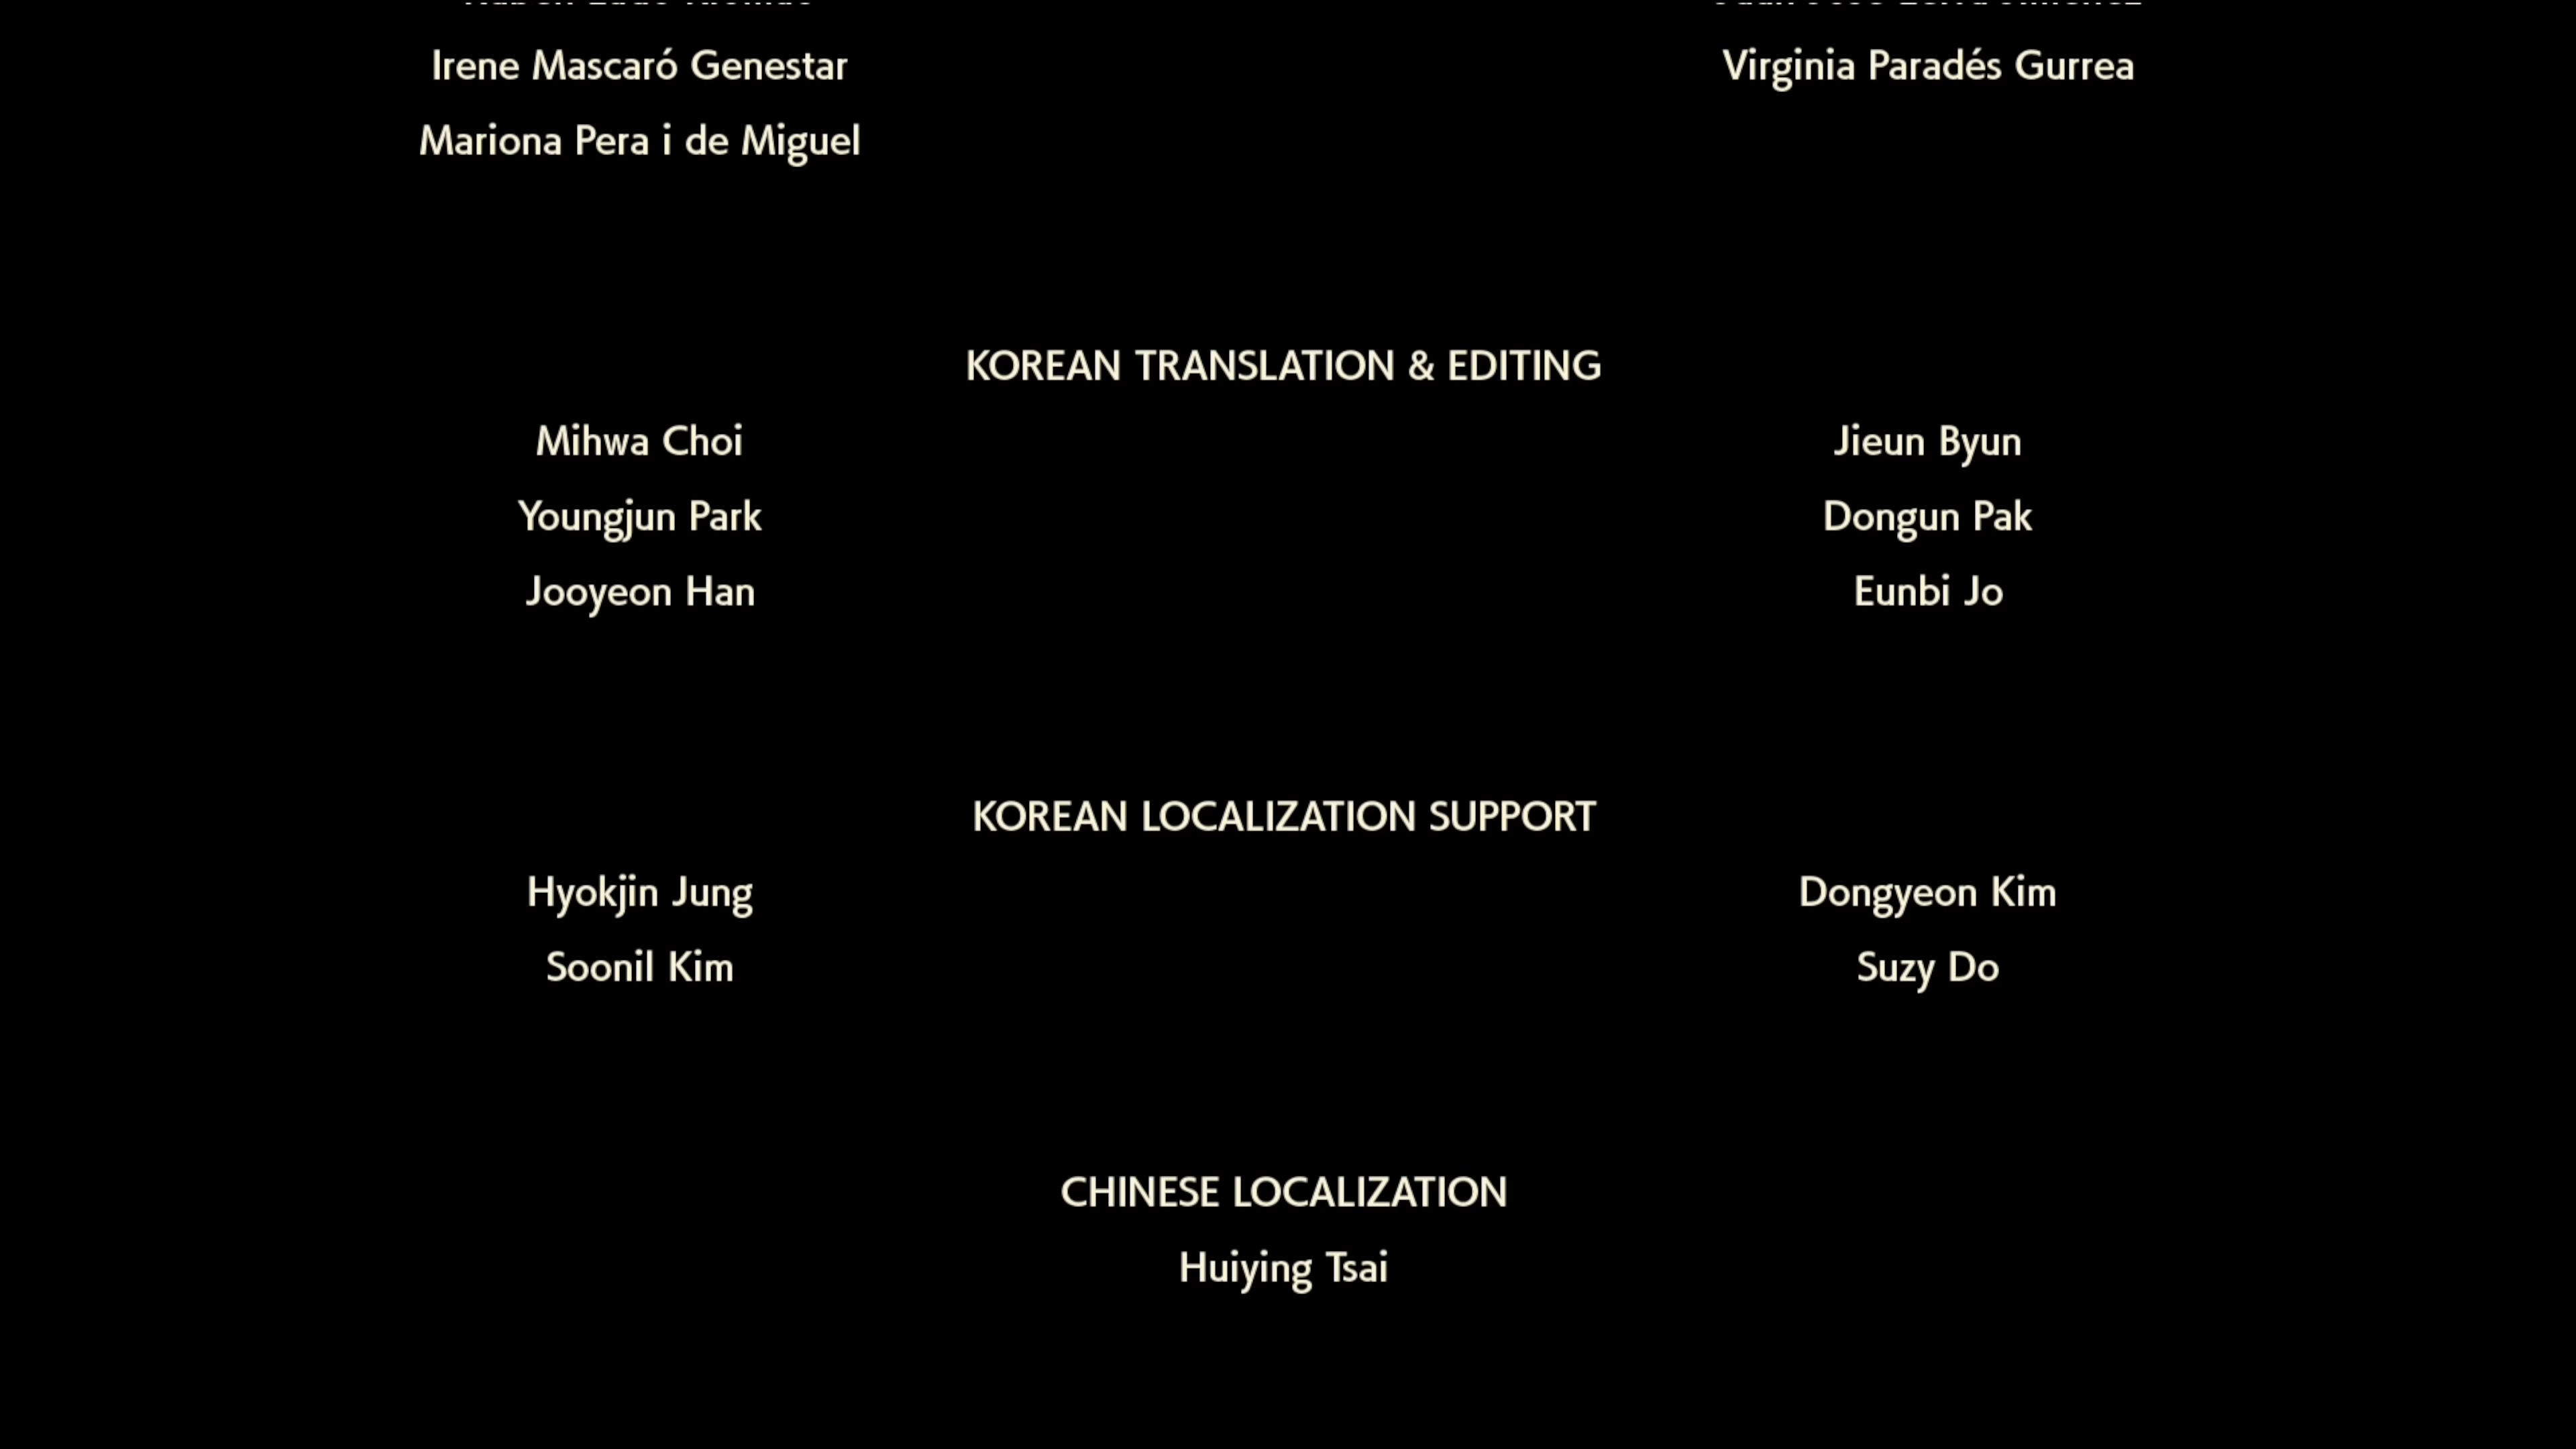 Irene Mascaró Genestar Virginia Paradés Gurrea
Mariona Pera i de Miguel
KOREAN TRANSLATION & EDITING
Mihwa Choi Jieun Byun
Youngjun Park Dongun Pak
Jooyeon Han Eunbi Jo
KOREAN LOCALIZATION SUPPORT
Hyokjin Jung Dongyeon Kim
Soonil Kim Suzy Do
CHINESE LOCALIZATION
Huiying Tsai